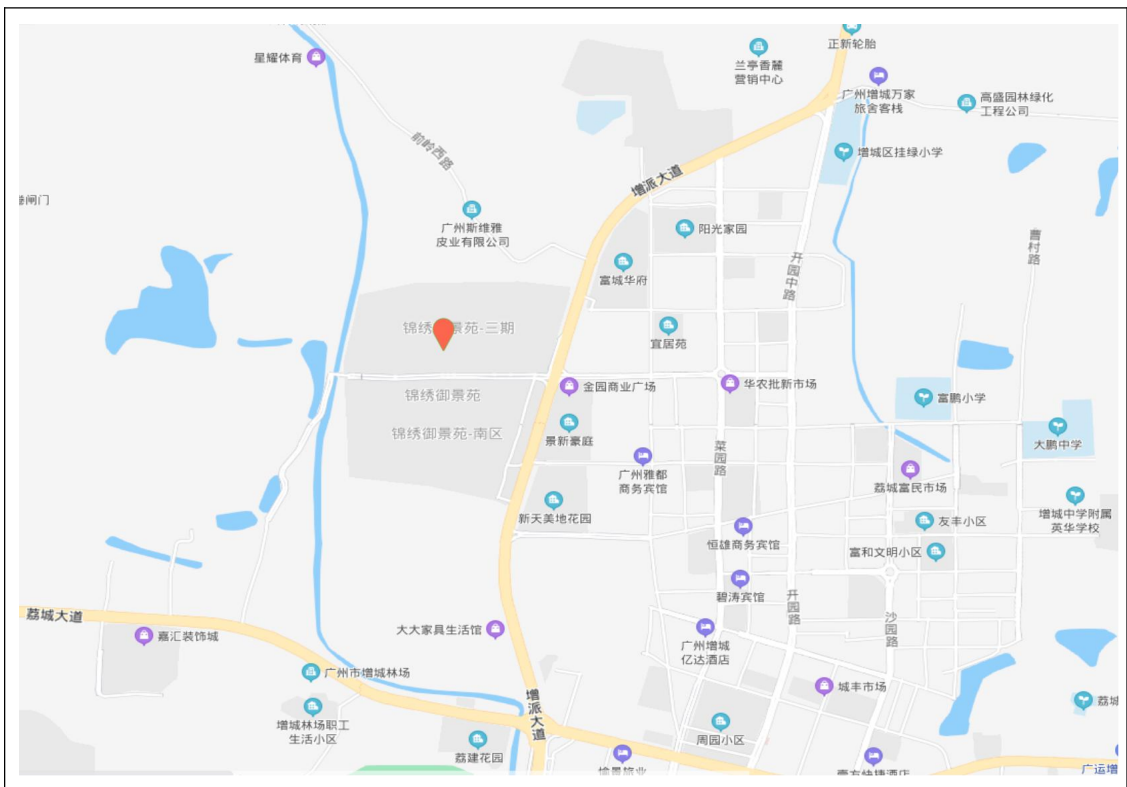 星耀体育
正新轮胎
兰亭香麓
营销中心
广州增城万家
旅舍客栈
高盛园林绿化
工程公司
前岭西路
增城区挂绿小学
增派大道
卷闸门
广州斯维雅
皮业有限公司
阳光家园
曹村路
开园中路
富城华府
锦绣御景苑-三期
宜居苑
金园商业广场
华农批新市场
锦绣御景苑
富鹏小学
锦绣御景苑-南区
景新豪庭
大鹏中学
菜园路
广州雅都
商务宾馆
荔城富民市场
新天美地花园
增城中学附属
英华学校
友丰小区
恒雄商务宾馆
富和文明小区
碧涛宾馆
开园路
沙园路
荔城大道
嘉汇装饰城
大大家具生活馆
广州增城
亿达酒店
广州市增城林场
城丰市场
增派大道
荔城
增城林场职工
生活小区
周园小区
荔建花园
广运增